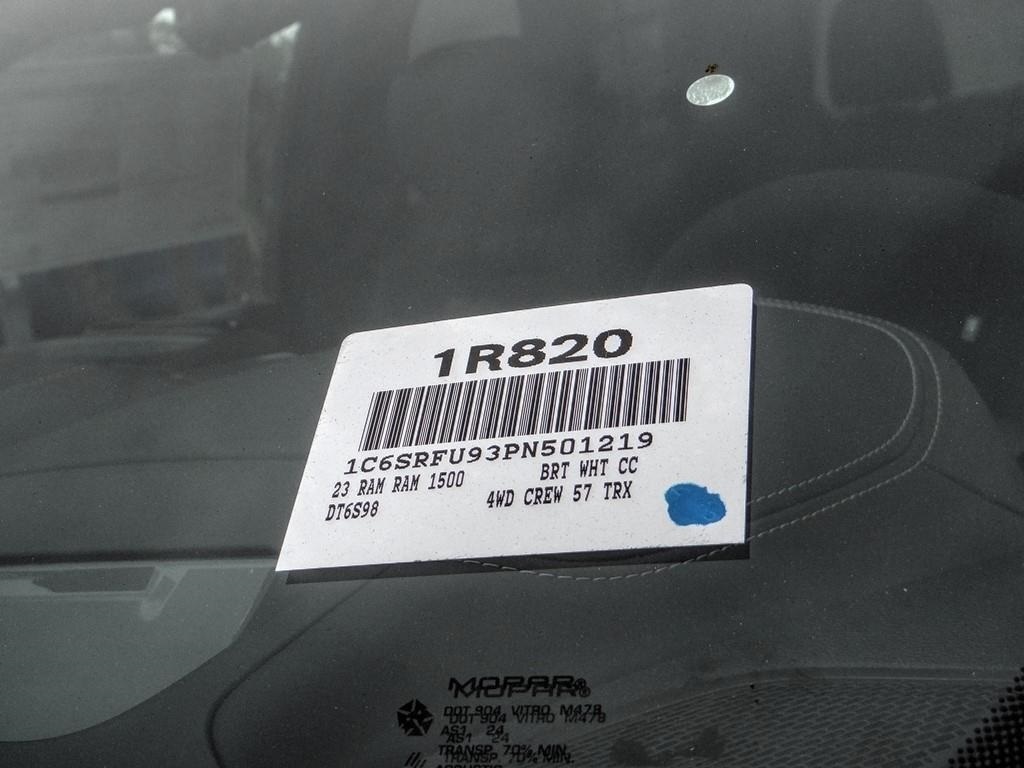 1R820
1C6SRFU93PN501219
23 RAM RAM 1500 BRT WHT CC
DT6S98 4WD CREW 57 TRX
MOPAR®
DOT 904 VITRO M479
AS1 24
TRANSP. 70% MIN.